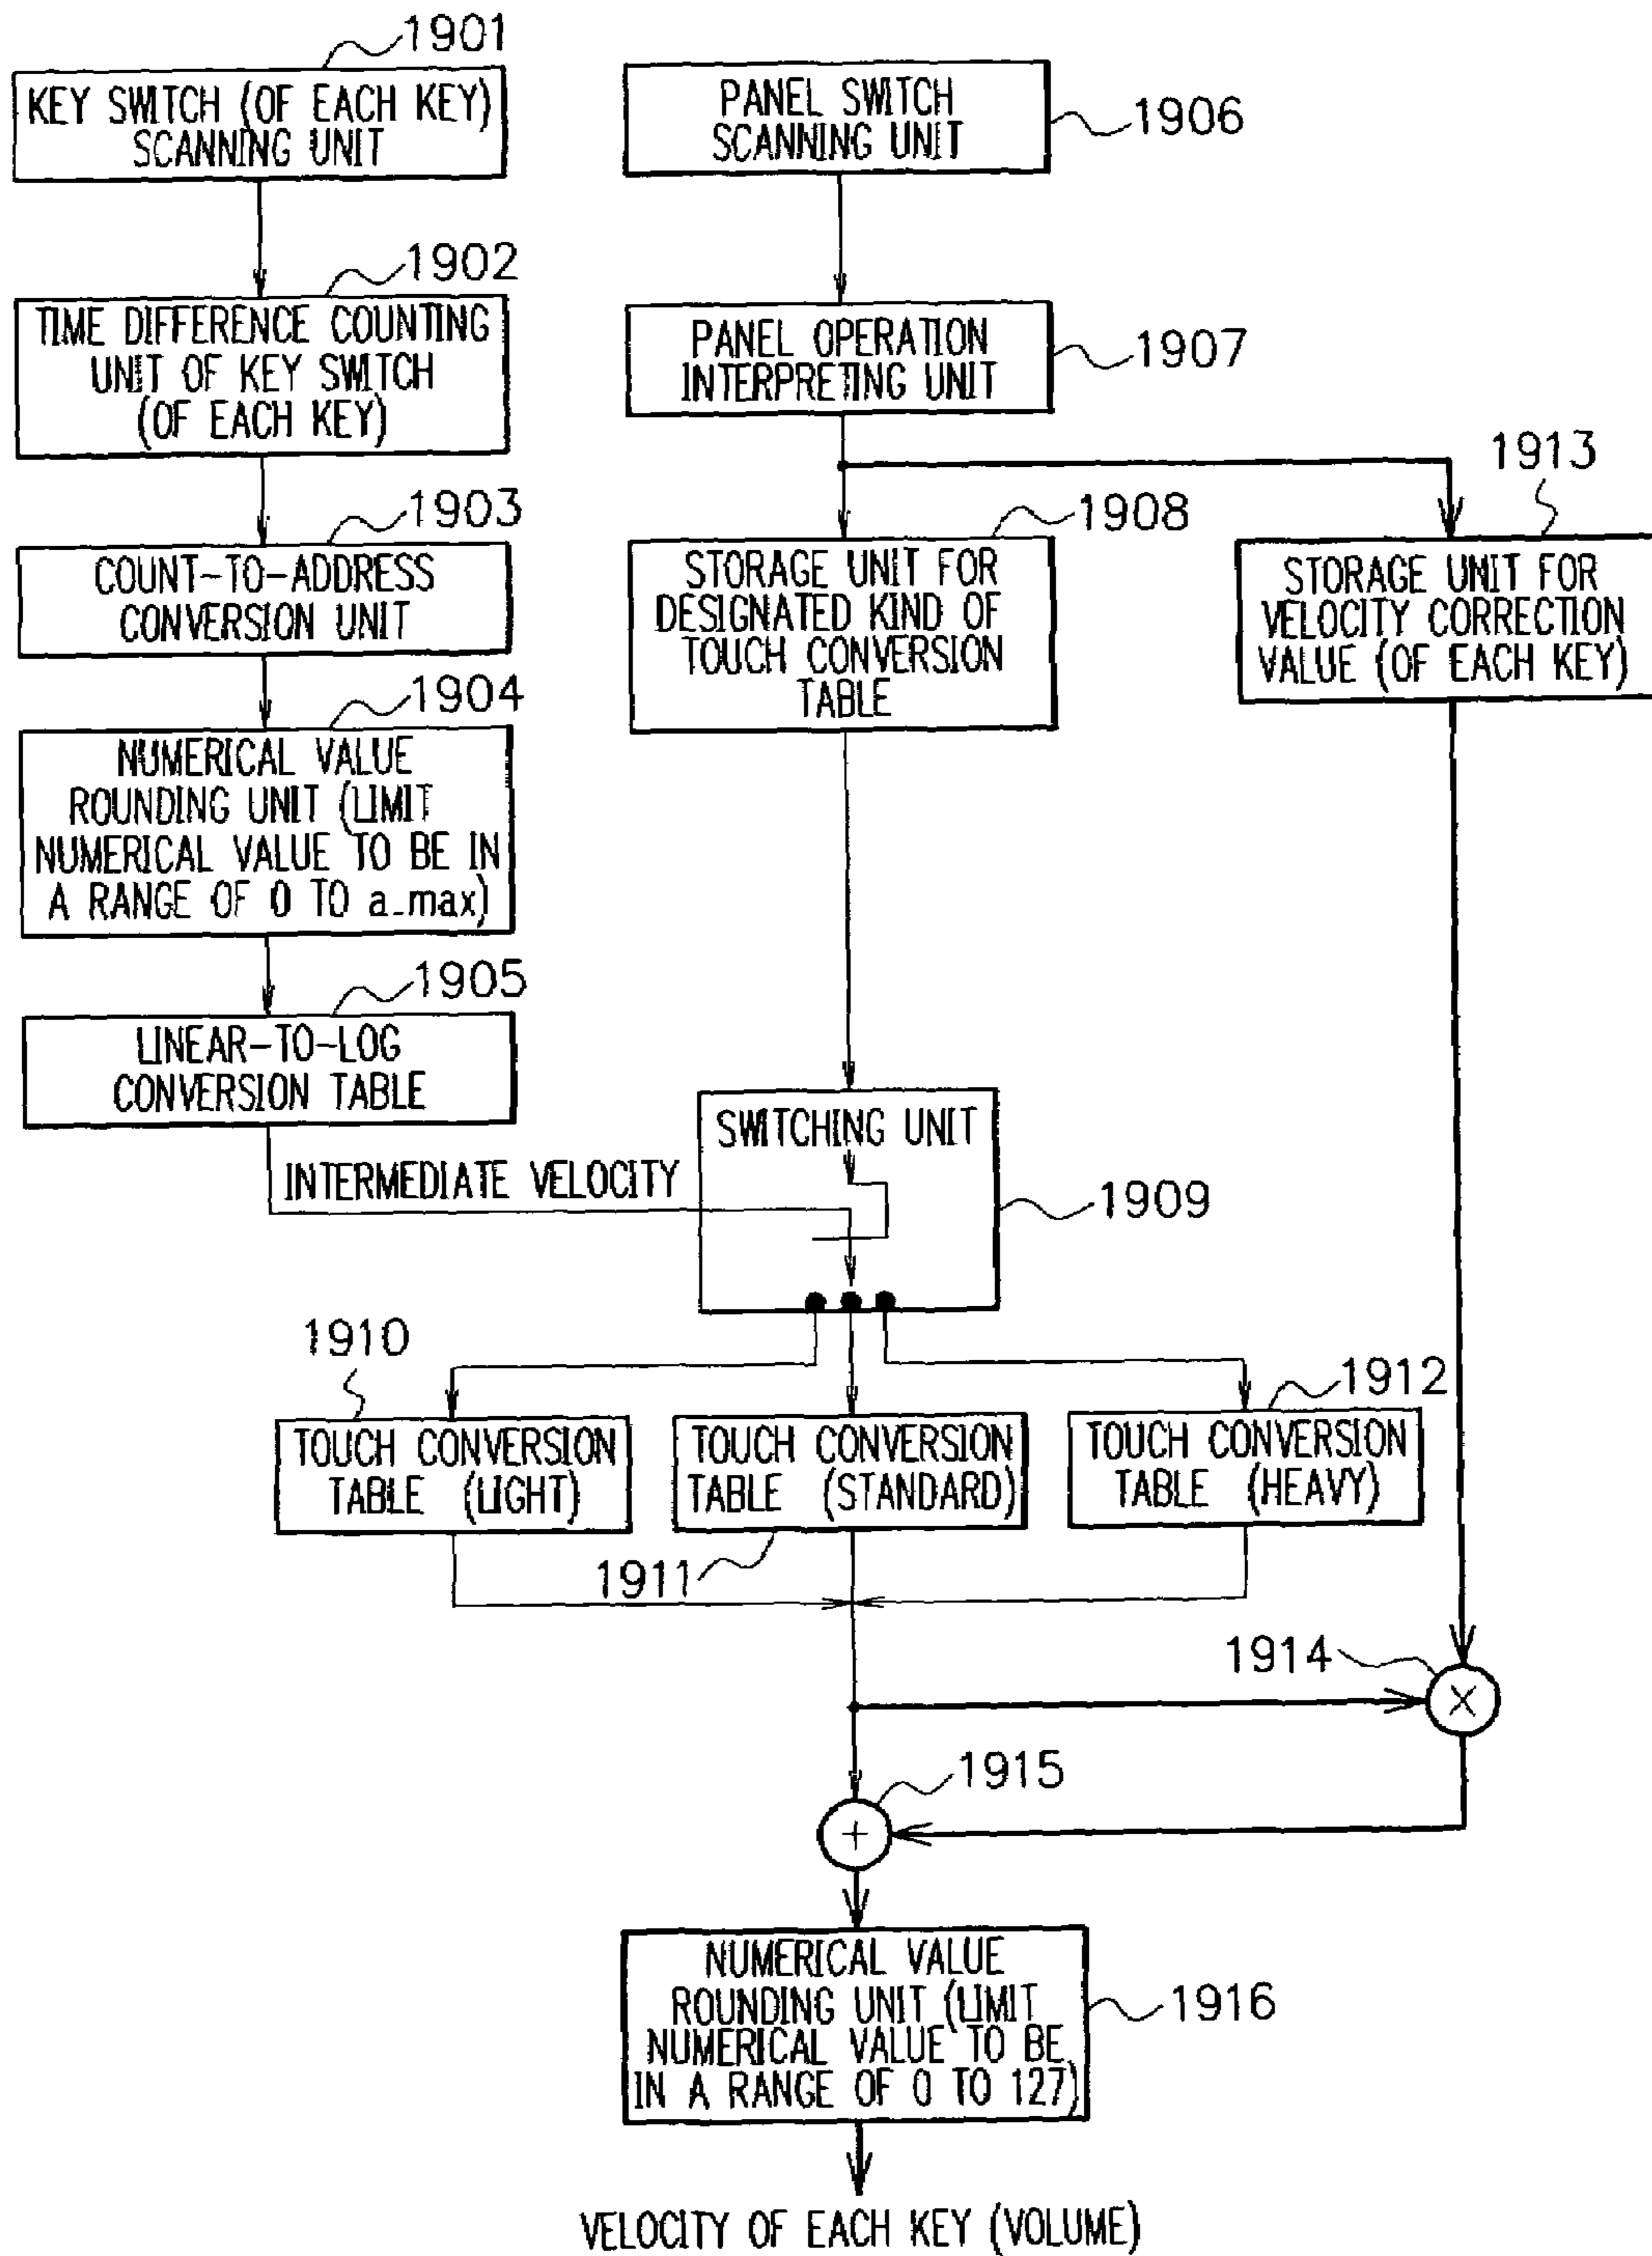 1901
KEY SWITCH (OF EACH KEY)
SCANNING UNIT
PANEL SWITCH
SCANNING UNIT
1906
1902
TIME DIFFERENCE COUNTING
UNIT OF KEY SWITCH
(OF EACH KEY)
PANEL OPERATION
INTERPRETING UNIT
1907
1903
COUNT-TO-ADDRESS
CONVERSION UNIT
1908
STORAGE UNIT FOR
DESIGNATED KIND OF
TOUCH CONVERSION
TABLE
1913
STORAGE UNIT FOR
VELOCITY CORRECTION
VALUE (OF EACH KEY)
1904
NUMERICAL VALUE
ROUNDING UNIT (LIMIT
NUMERICAL VALUE TO BE IN
A RANGE OF 0 TO a_max)
1905
LINEAR-TO-LOG
CONVERSION TABLE
INTERMEDIATE VELOCITY
SWITCHING UNIT
1909
1910
TOUCH CONVERSION
TABLE (LIGHT)
TOUCH CONVERSION
TABLE (STANDARD)
1911
1912
TOUCH CONVERSION
TABLE (HEAVY)
1914
×
1915
+
NUMERICAL VALUE
ROUNDING UNIT (LIMIT
NUMERICAL VALUE TO BE
IN A RANGE OF 0 TO 127)
1916
VELOCITY OF EACH KEY (VOLUME)